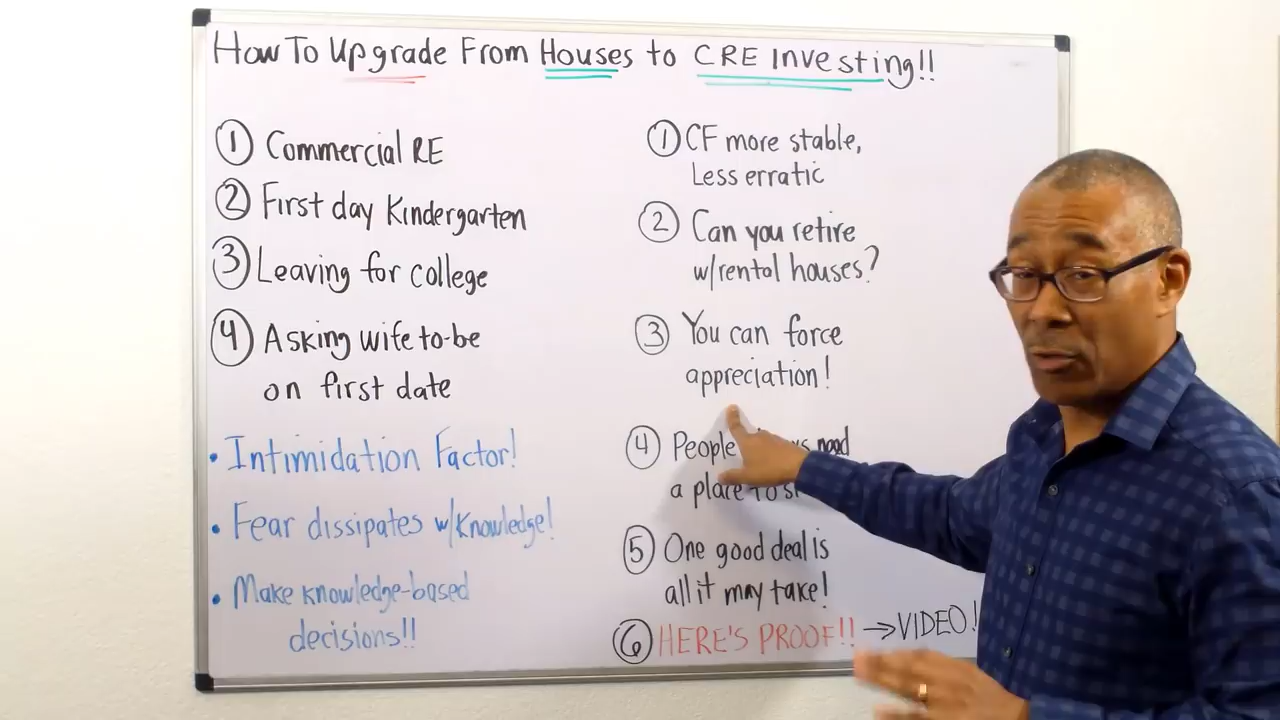 How To Upgrade From Houses to CRE Investing!!
① Commercial RE
② First day Kindergarten
③ Leaving for college
④ Asking wife to-be
on first date
• Intimidation Factor!
• Fear dissipates w/Knowledge!
• Make knowledge-based
decisions!!
① CF more stable,
Less erratic
② Can you retire
w/rental houses?
③ You can force
appreciation!
④ People need
a place to
⑤ One good deal is
all it may take!
⑥ HERE'S PROOF!! → VIDEO!